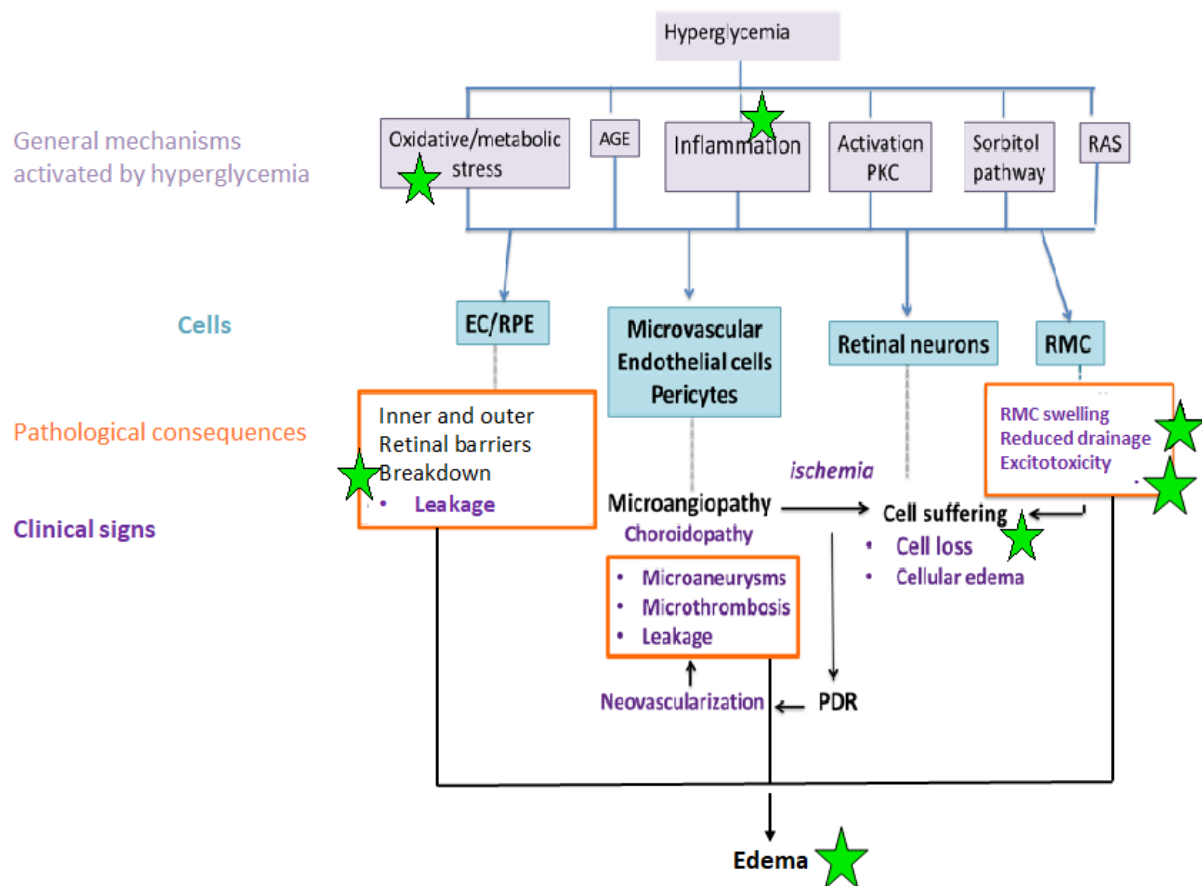 Hyperglycemia
General mechanisms
activated by hyperglycemia
Oxidative/metabolic
stress
AGE
Inflammation
Activation
PKC
Sorbitol
pathway
RAS
Cells
EC/RPE
Microvascular
Endothelial cells
Pericytes
Retinal neurons
RMC
Pathological consequences
Inner and outer
Retinal barriers
Breakdown
• Leakage
RMC swelling
Reduced drainage
Excitotoxicity
Clinical signs
ischemia
Microangiopathy
Choroidopathy
• Microaneurysms
• Microthrombosis
• Leakage
Cell suffering
• Cell loss
• Cellular edema
Neovascularization
PDR
Edema